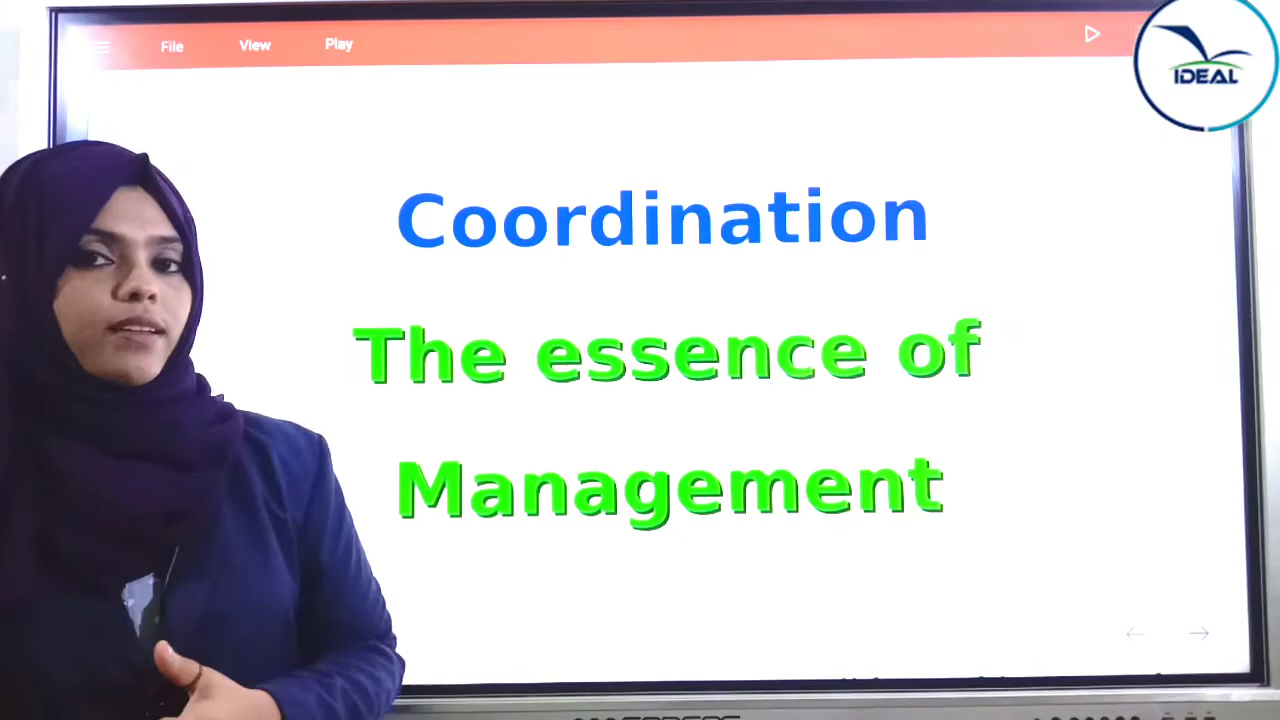 File View Play
IDEAL
Coordination
The essence of
Management